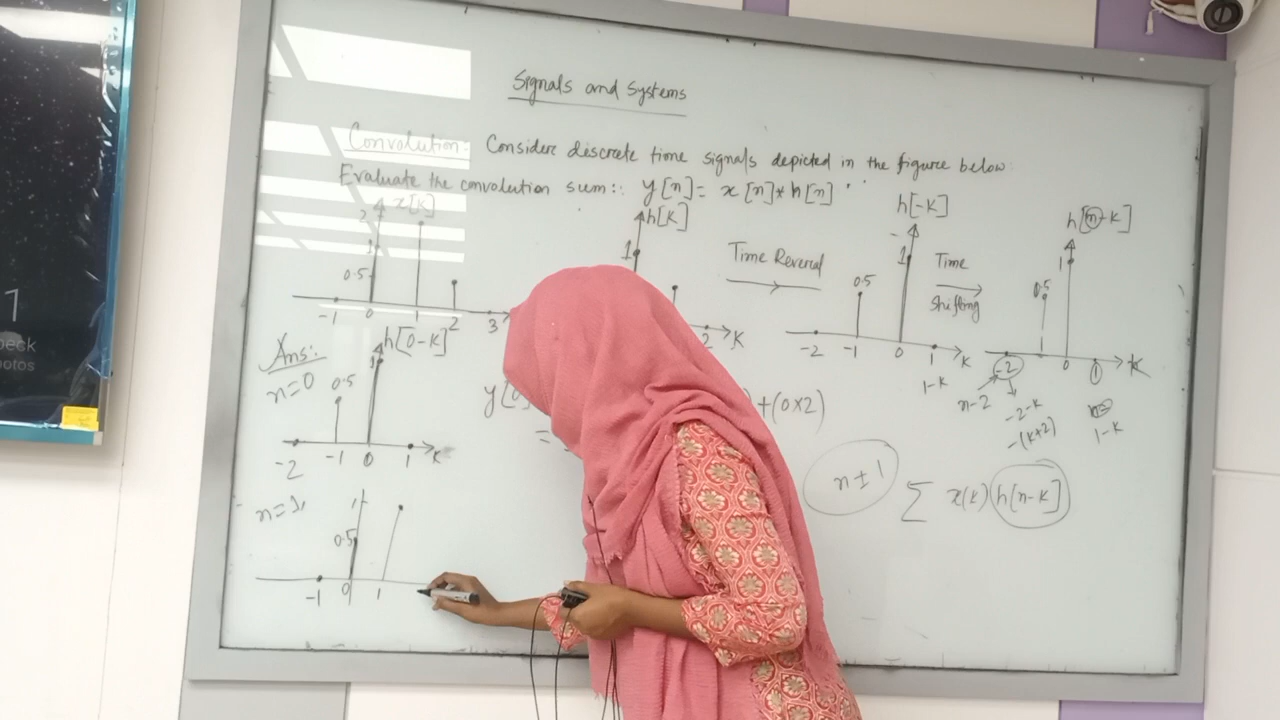 Signals and Systems
Convolution: Consider discrete time signals depicted in the figure below:
Evaluate the convolution sum:: y[n] = x[n]*h[n]
x[k]
2
1
0.5
-1 0 1 2 3
h[k]
1
2 K
Time Reversal
h[-k]
1
0.5
-2 -1 0 1 K
1-k
Time
Shifting
h[n-k]
1
0.5
-2 0 1 K
n-2
-2-k
-(k+2)
1-k
Ans:
n=0
h[0-k]
1
0.5
-2 -1 0 1 K
y[0]
=
)+(0x2)
n±1
∑ x(k) h[n-k]
n=1,
1
0.5
-1 0 1
1